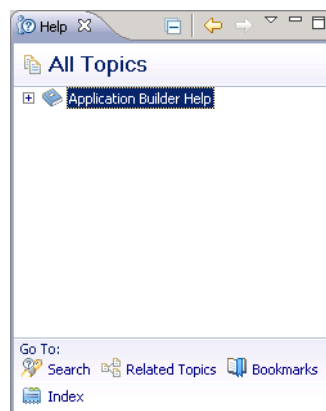 Help
All Topics
Application Builder Help
Go To:
Search Related Topics Bookmarks
Index